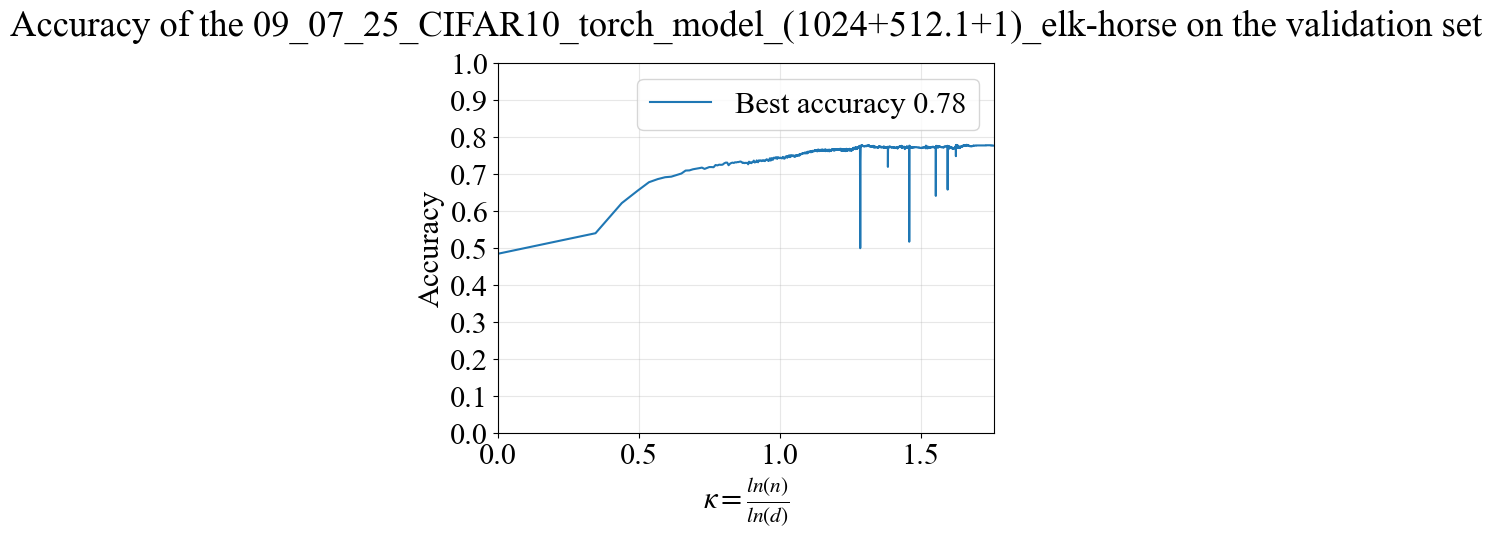 Accuracy of the 09_07_25_CIFAR10_torch_model_(1024+512.1+1)_elk-horse on the validation set
1.0
0.9
0.8
0.7
0.6
0.5
0.4
0.3
0.2
0.1
0.0
Accuracy
Best accuracy 0.78
0.0 0.5 1.0 1.5
κ = ln(n)/ln(d)